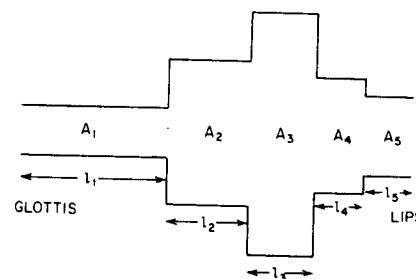 A₁ A₂ A₃ A₄ A₅
l₁
GLOTTIS
l₂
l₃
l₄
l₅
LIPS